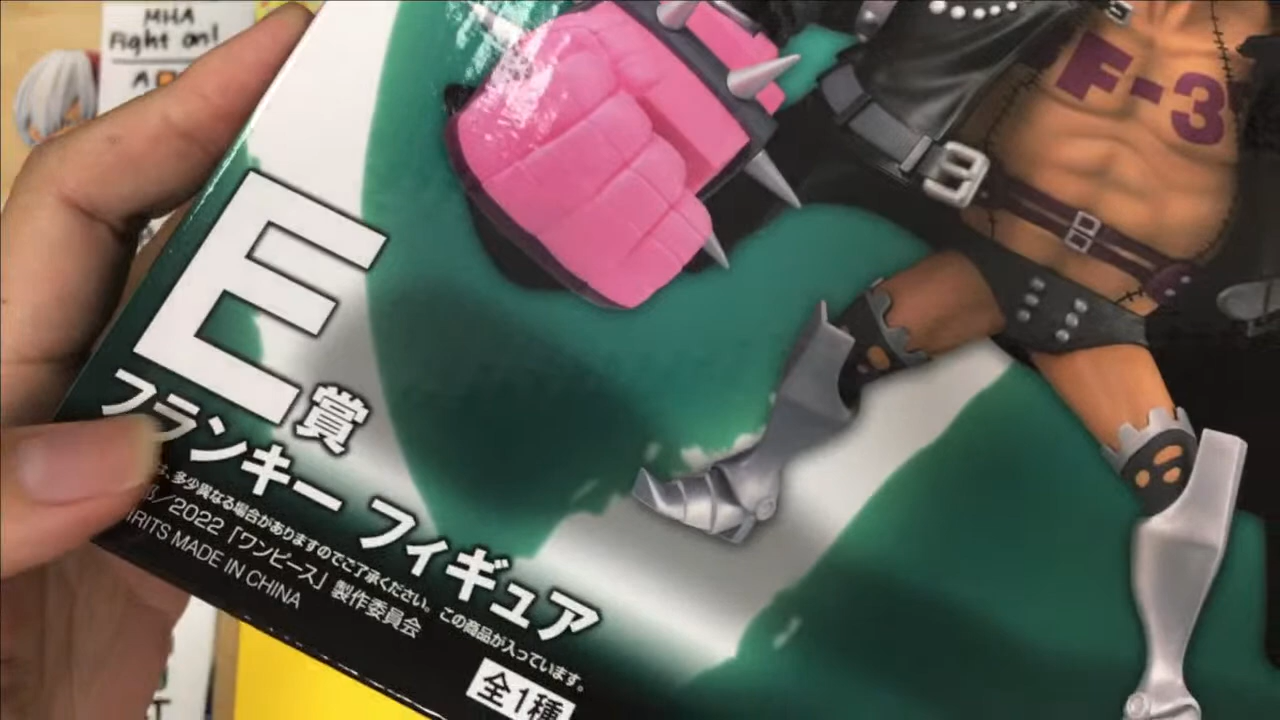 MHA
Fight on!
F-3
E賞
フランキー フィギュア
は、多少異なる場合がありますのでご了承ください。この商品が入っています。
／2022「ワンピース」製作委員会
MADE IN CHINA
全1種